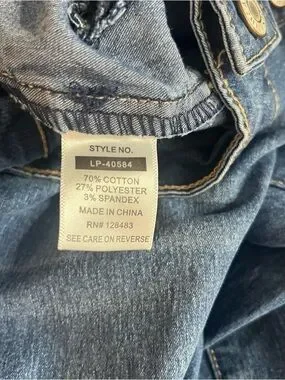 STYLE NO.
LP-40584
70% COTTON
27% POLYESTER
3% SPANDEX
MADE IN CHINA
RN# 128483
SEE CARE ON REVERSE